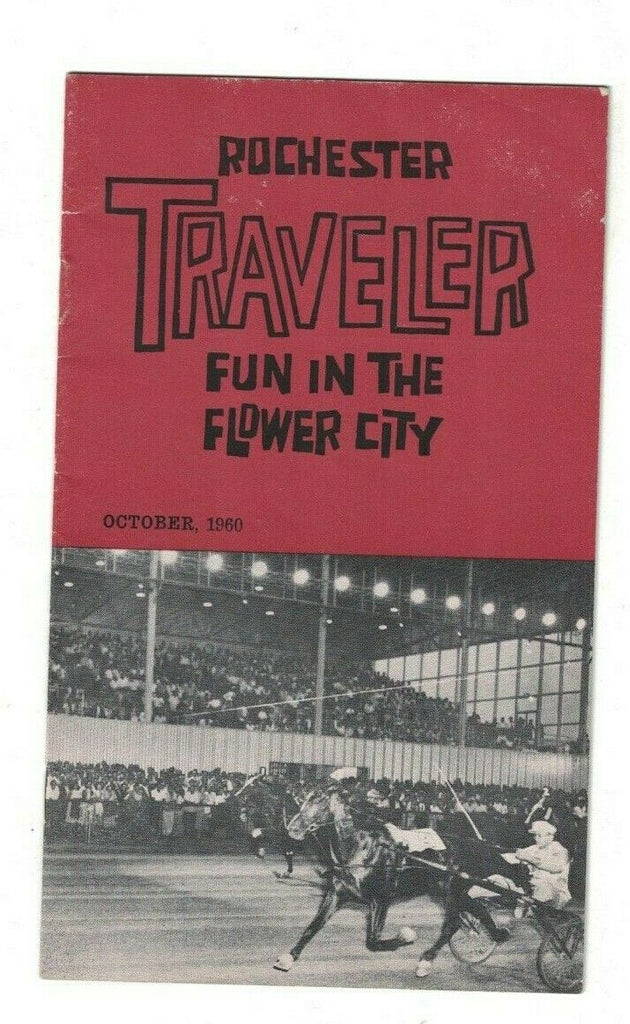 ROCHESTER
TRAVELER
FUN IN THE
FLOWER CITY
OCTOBER, 1960